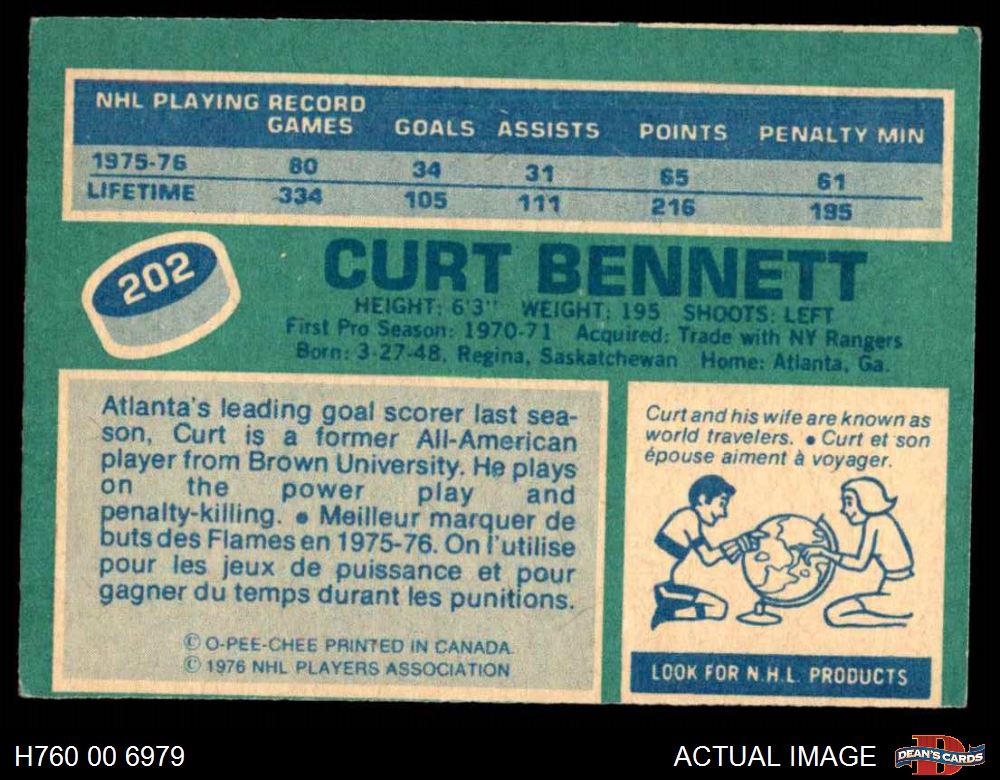 NHL PLAYING RECORD
GAMES GOALS ASSISTS POINTS PENALTY MIN
1975-76 80 34 31 65 61
LIFETIME 334 105 111 216 195
202
CURT BENNETT
HEIGHT: 6'3" WEIGHT: 195 SHOOTS: LEFT
First Pro Season: 1970-71 Acquired: Trade with NY Rangers
Born: 3-27-48, Regina, Saskatchewan Home: Atlanta, Ga.
Atlanta's leading goal scorer last sea-
son, Curt is a former All-American
player from Brown University. He plays
on the power play and
penalty-killing. • Meilleur marquer de
buts des Flames en 1975-76. On l'utilise
pour les jeux de puissance et pour
gagner du temps durant les punitions.
© O-PEE-CHEE PRINTED IN CANADA.
© 1976 NHL PLAYERS ASSOCIATION
Curt and his wife are known as
world travelers. • Curt et son
épouse aiment à voyager.
LOOK FOR N.H.L. PRODUCTS
H760 00 6979
ACTUAL IMAGE
D
DEAN'S CARDS